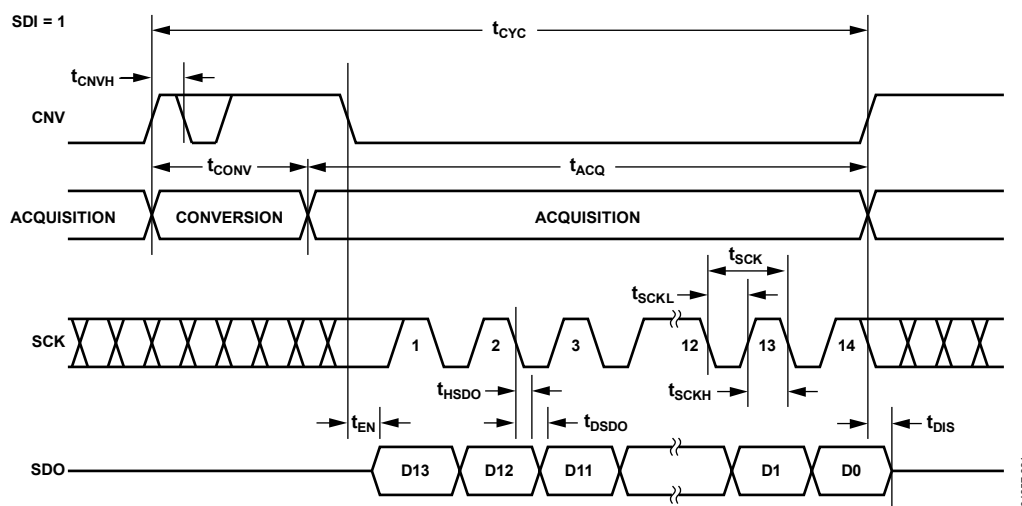 SDI = 1
tCYC
tCNVH
CNV
tCONV
tACQ
ACQUISITION
CONVERSION
ACQUISITION
tSCK
tSCKL
SCK
1
2
3
12
13
14
tHSDO
tSCKH
tEN
tDSDO
tDIS
SDO
D13
D12
D11
D1
D0